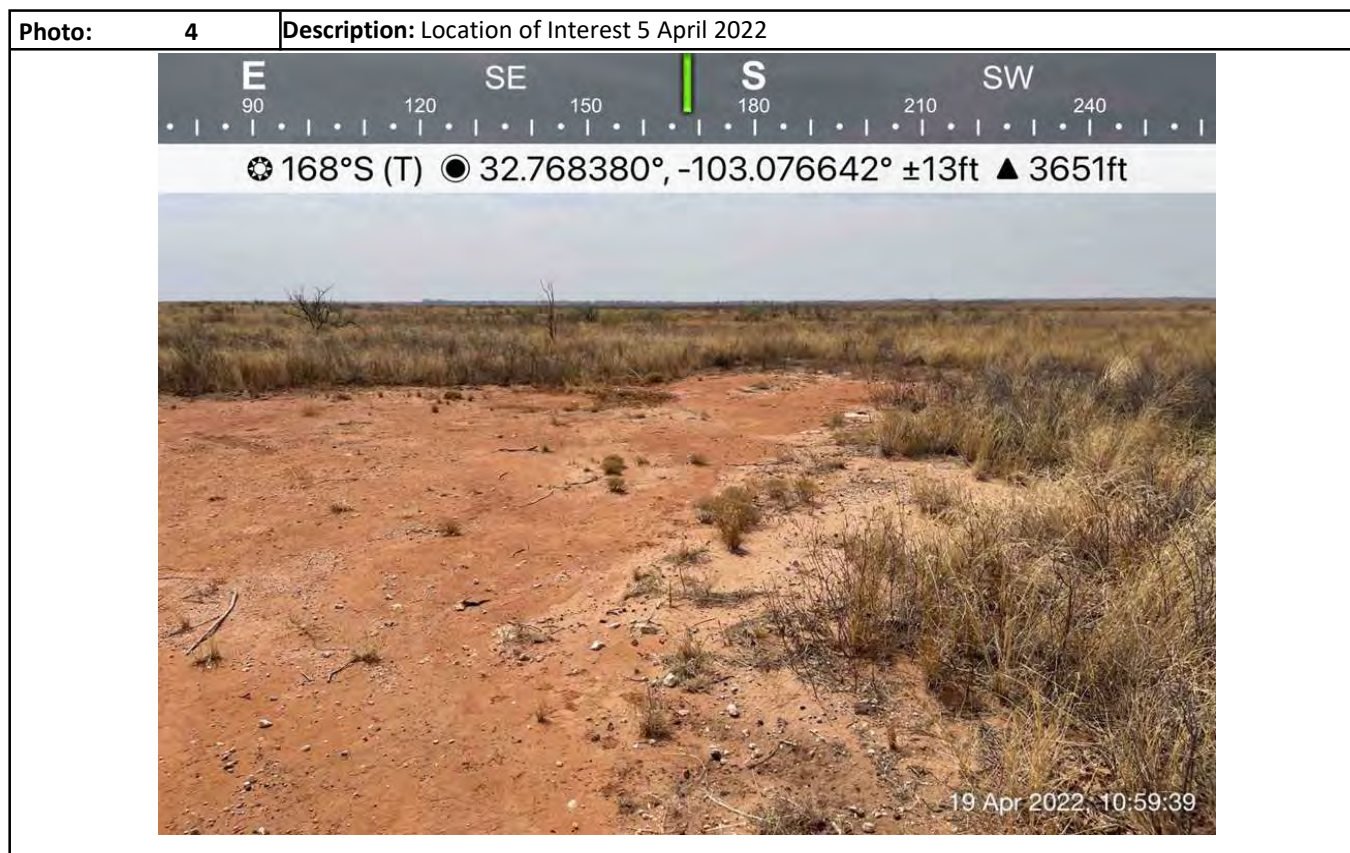 Photo: 4 Description: Location of Interest 5 April 2022
E SE S SW
90 120 150 180 210 240
168°S (T) 32.768380°, -103.076642° ±13ft ▲ 3651ft
19 Apr 2022, 10:59:39